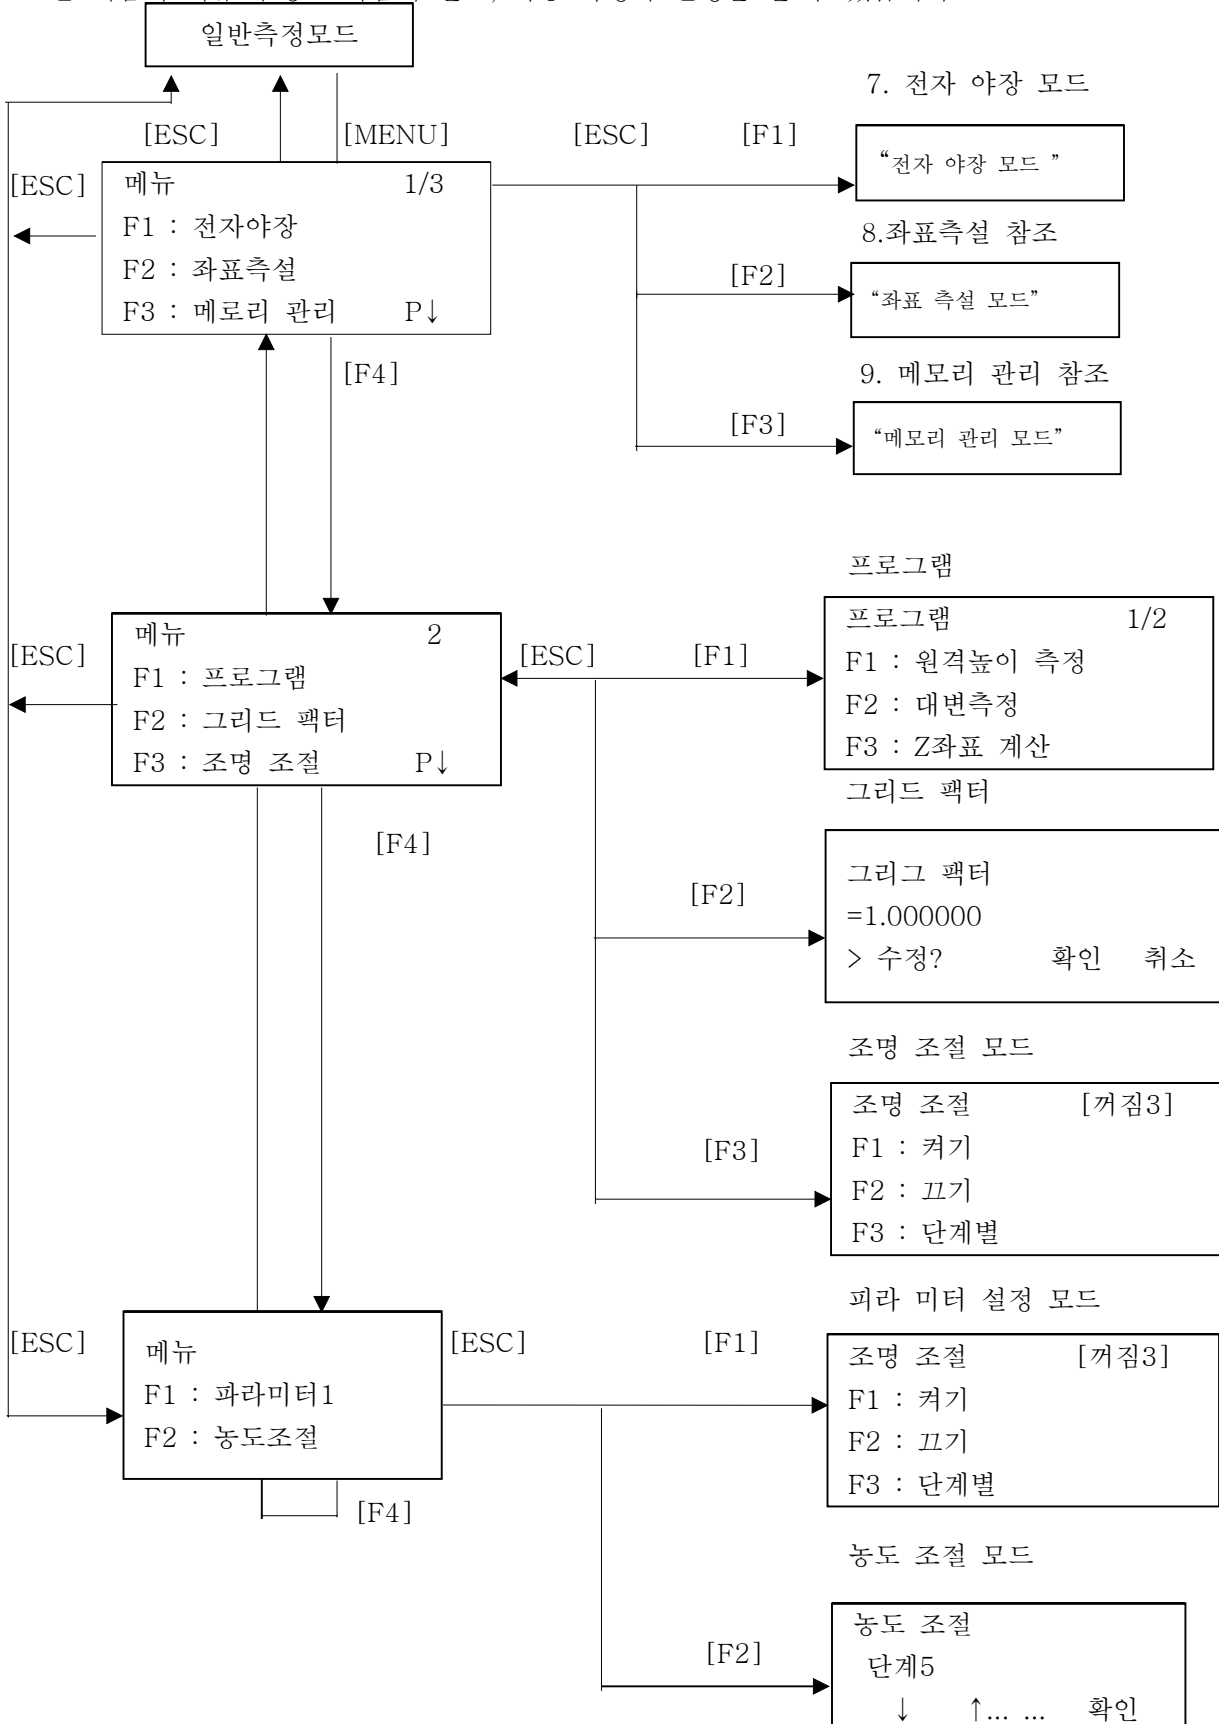 일반측정모드
7. 전자 야장 모드
[ESC] [MENU] [ESC] [F1]
“전자 야장 모드 ”
[ESC]
메뉴 1/3
F1 : 전자야장
F2 : 좌표측설
F3 : 메로리 관리 P↓
8.좌표측설 참조
[F2]
“좌표 측설 모드”
[F4]
9. 메모리 관리 참조
[F3]
“메모리 관리 모드”
프로그램
[ESC]
메뉴 2
F1 : 프로그램
F2 : 그리드 팩터
F3 : 조명 조절 P↓
[ESC] [F1]
프로그램 1/2
F1 : 원격높이 측정
F2 : 대변측정
F3 : Z좌표 계산
그리드 팩터
[F4]
[F2]
그리그 팩터
=1.000000
> 수정? 확인 취소
조명 조절 모드
[F3]
조명 조절 [꺼짐3]
F1 : 켜기
F2 : 끄기
F3 : 단계별
피라 미터 설정 모드
[ESC]
메뉴
F1 : 파라미터1
F2 : 농도조절
[ESC] [F1]
조명 조절 [꺼짐3]
F1 : 켜기
F2 : 끄기
F3 : 단계별
[F4]
농도 조절 모드
[F2]
농도 조절
단계5
↓ ↑... ... 확인